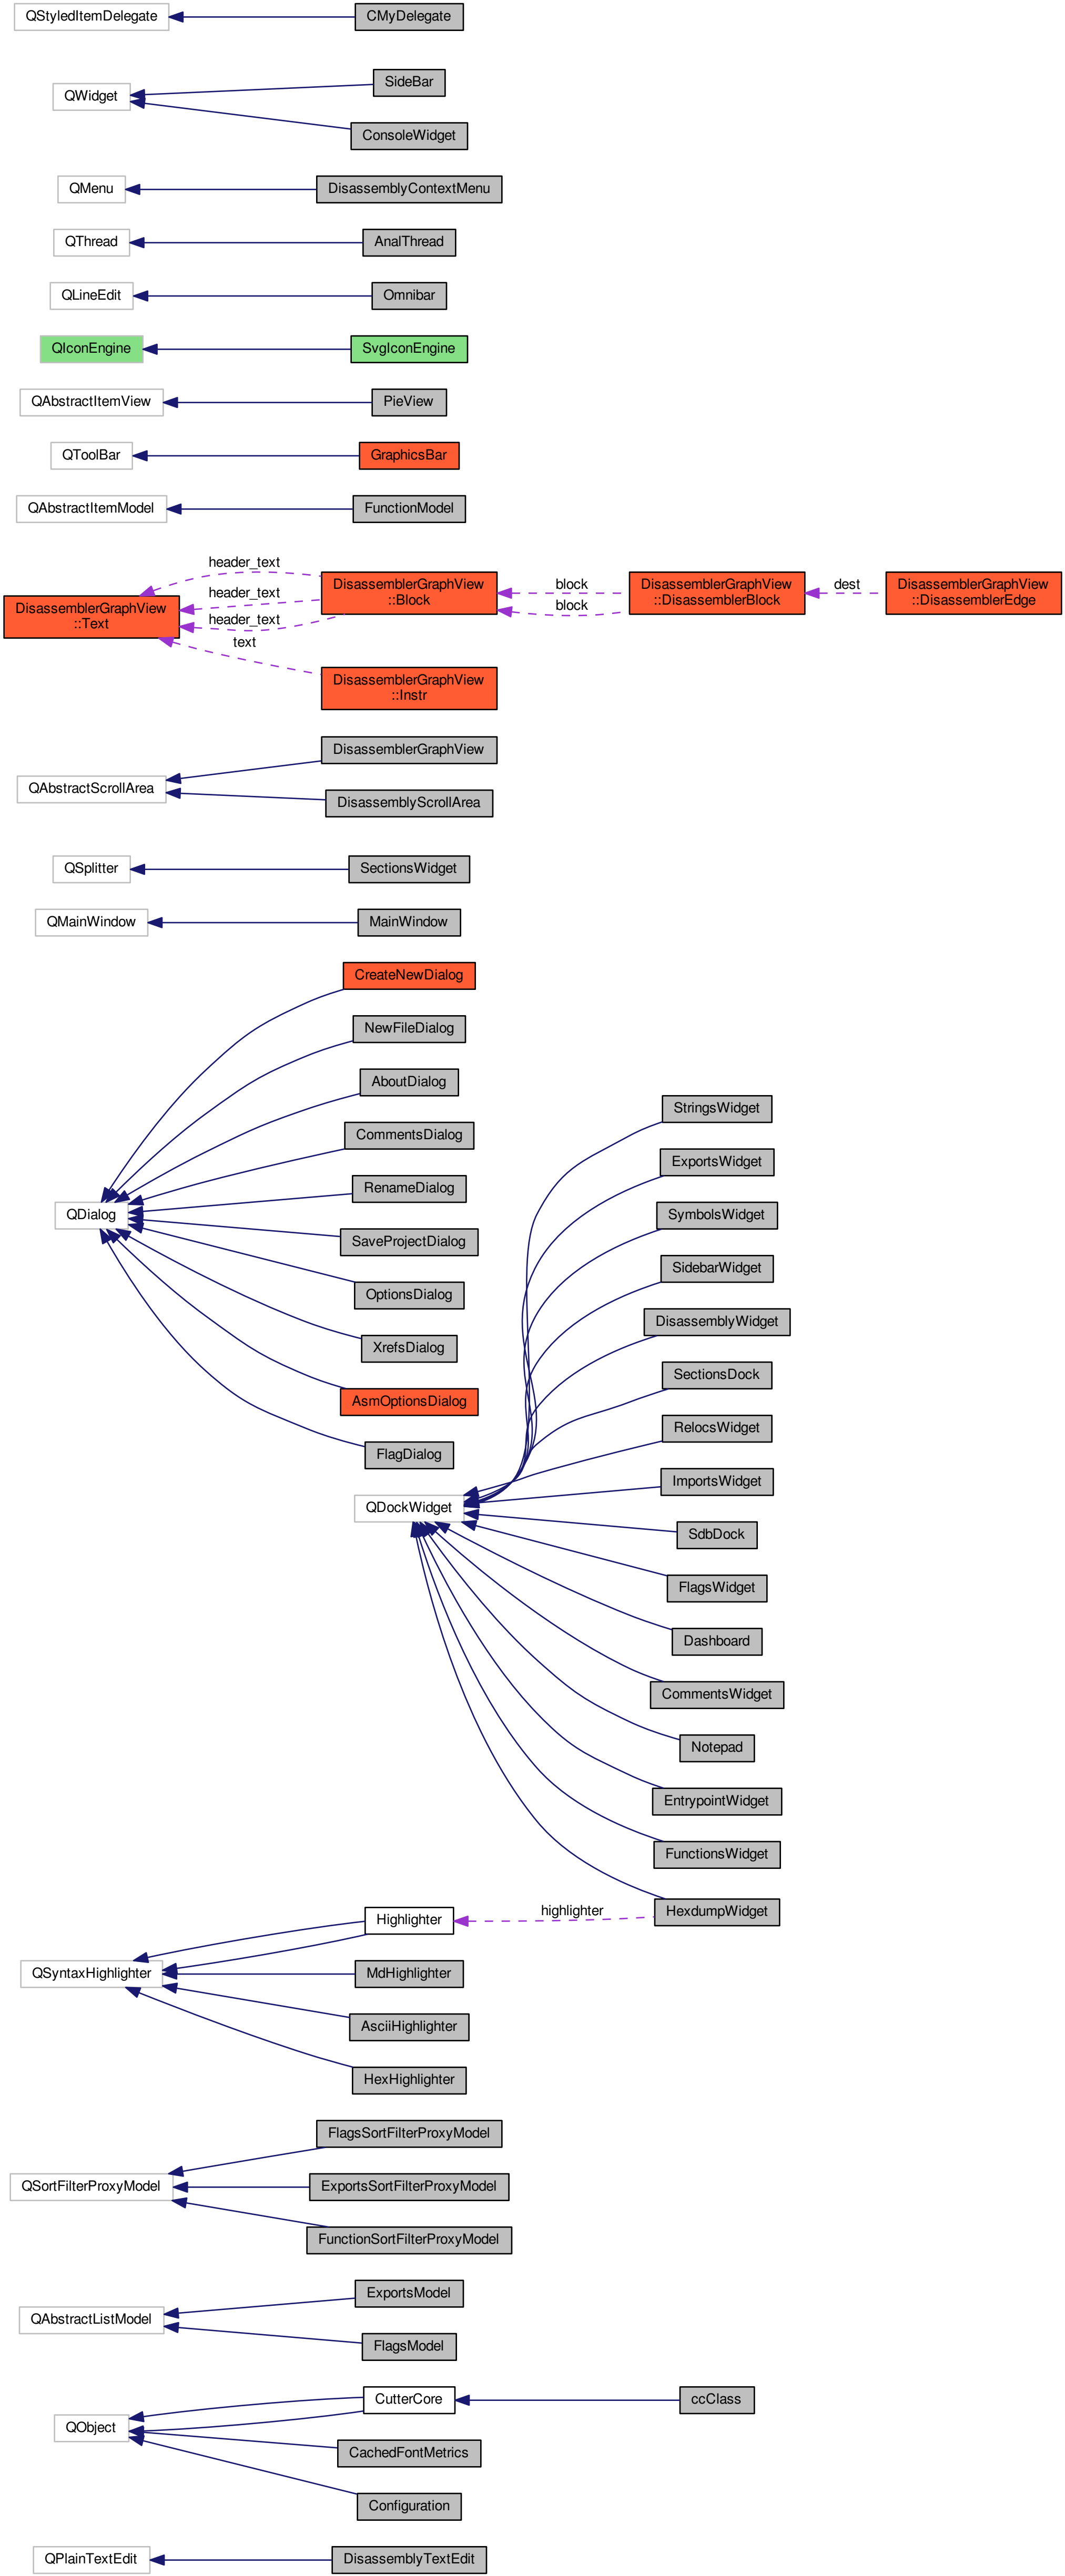 QStyledItemDelegate
CMyDelegate
QWidget
SideBar
ConsoleWidget
QMenu
DisassemblyContextMenu
QThread
AnalThread
QLineEdit
Omnibar
QIconEngine
SvgIconEngine
QAbstractItemView
PieView
QToolBar
GraphicsBar
QAbstractItemModel
FunctionModel
DisassemblerGraphView
::Text
header_text
header_text
header_text
text
DisassemblerGraphView
::Block
block
block
DisassemblerGraphView
::DisassemblerBlock
dest
DisassemblerGraphView
::DisassemblerEdge
DisassemblerGraphView
::Instr
QAbstractScrollArea
DisassemblerGraphView
DisassemblyScrollArea
QSplitter
SectionsWidget
QMainWindow
MainWindow
QDialog
CreateNewDialog
NewFileDialog
AboutDialog
CommentsDialog
RenameDialog
SaveProjectDialog
OptionsDialog
XrefsDialog
AsmOptionsDialog
FlagDialog
QDockWidget
StringsWidget
ExportsWidget
SymbolsWidget
SidebarWidget
DisassemblyWidget
SectionsDock
RelocsWidget
ImportsWidget
SdbDock
FlagsWidget
Dashboard
CommentsWidget
Notepad
EntrypointWidget
FunctionsWidget
HexdumpWidget
highlighter
QSyntaxHighlighter
Highlighter
MdHighlighter
AsciiHighlighter
HexHighlighter
QSortFilterProxyModel
FlagsSortFilterProxyModel
ExportsSortFilterProxyModel
FunctionSortFilterProxyModel
QAbstractListModel
ExportsModel
FlagsModel
QObject
CutterCore
ccClass
CachedFontMetrics
Configuration
QPlainTextEdit
DisassemblyTextEdit